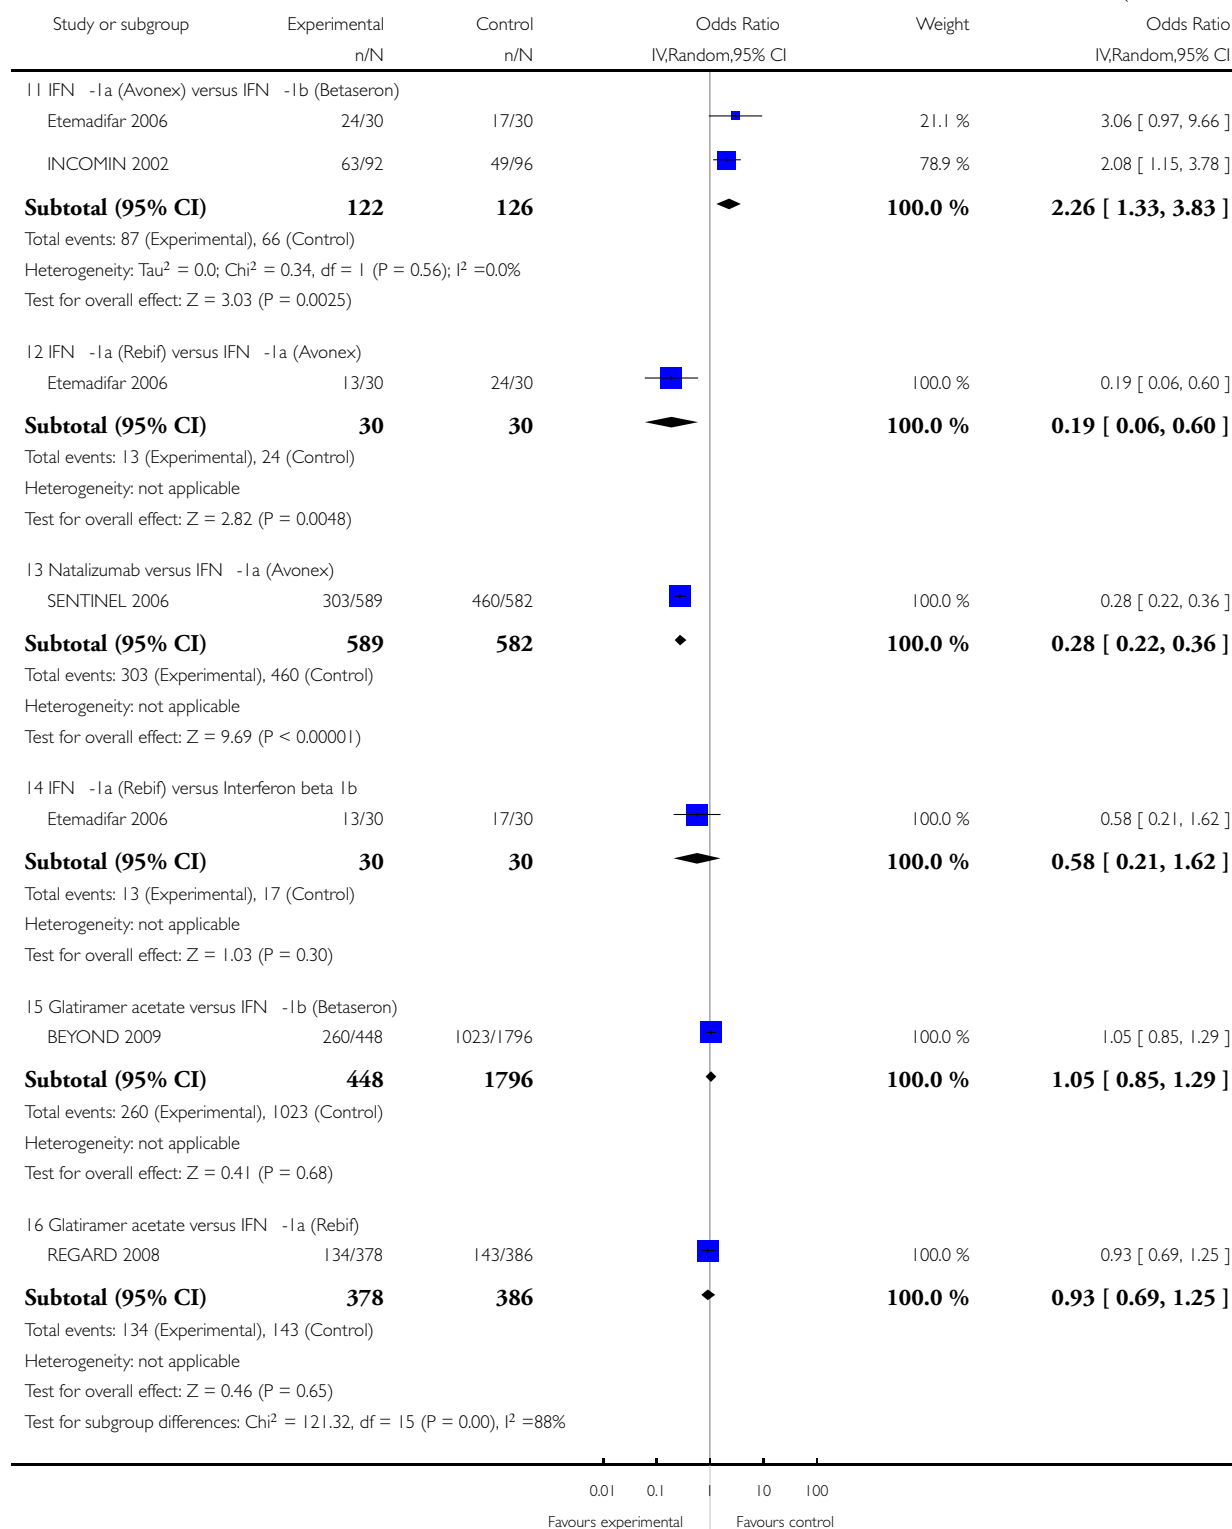 Study or subgroup Experimental Control Odds Ratio Weight Odds Ratio
n/N n/N IV,Random,95% CI IV,Random,95% CI
11 IFN -1a (Avonex) versus IFN -1b (Betaseron)
Etemadifar 2006 24/30 17/30 21.1 % 3.06 [ 0.97, 9.66 ]
INCOMIN 2002 63/92 49/96 78.9 % 2.08 [ 1.15, 3.78 ]
Subtotal (95% CI) 122 126 100.0 % 2.26 [ 1.33, 3.83 ]
Total events: 87 (Experimental), 66 (Control)
Heterogeneity: Tau² = 0.0; Chi² = 0.34, df = 1 (P = 0.56); I² =0.0%
Test for overall effect: Z = 3.03 (P = 0.0025)
12 IFN -1a (Rebif) versus IFN -1a (Avonex)
Etemadifar 2006 13/30 24/30 100.0 % 0.19 [ 0.06, 0.60 ]
Subtotal (95% CI) 30 30 100.0 % 0.19 [ 0.06, 0.60 ]
Total events: 13 (Experimental), 24 (Control)
Heterogeneity: not applicable
Test for overall effect: Z = 2.82 (P = 0.0048)
13 Natalizumab versus IFN -1a (Avonex)
SENTINEL 2006 303/589 460/582 100.0 % 0.28 [ 0.22, 0.36 ]
Subtotal (95% CI) 589 582 100.0 % 0.28 [ 0.22, 0.36 ]
Total events: 303 (Experimental), 460 (Control)
Heterogeneity: not applicable
Test for overall effect: Z = 9.69 (P < 0.00001)
14 IFN -1a (Rebif) versus Interferon beta 1b
Etemadifar 2006 13/30 17/30 100.0 % 0.58 [ 0.21, 1.62 ]
Subtotal (95% CI) 30 30 100.0 % 0.58 [ 0.21, 1.62 ]
Total events: 13 (Experimental), 17 (Control)
Heterogeneity: not applicable
Test for overall effect: Z = 1.03 (P = 0.30)
15 Glatiramer acetate versus IFN -1b (Betaseron)
BEYOND 2009 260/448 1023/1796 100.0 % 1.05 [ 0.85, 1.29 ]
Subtotal (95% CI) 448 1796 100.0 % 1.05 [ 0.85, 1.29 ]
Total events: 260 (Experimental), 1023 (Control)
Heterogeneity: not applicable
Test for overall effect: Z = 0.41 (P = 0.68)
16 Glatiramer acetate versus IFN -1a (Rebif)
REGARD 2008 134/378 143/386 100.0 % 0.93 [ 0.69, 1.25 ]
Subtotal (95% CI) 378 386 100.0 % 0.93 [ 0.69, 1.25 ]
Total events: 134 (Experimental), 143 (Control)
Heterogeneity: not applicable
Test for overall effect: Z = 0.46 (P = 0.65)
Test for subgroup differences: Chi² = 121.32, df = 15 (P = 0.00), I² =88%
0.01 0.1 1 10 100
Favours experimental Favours control